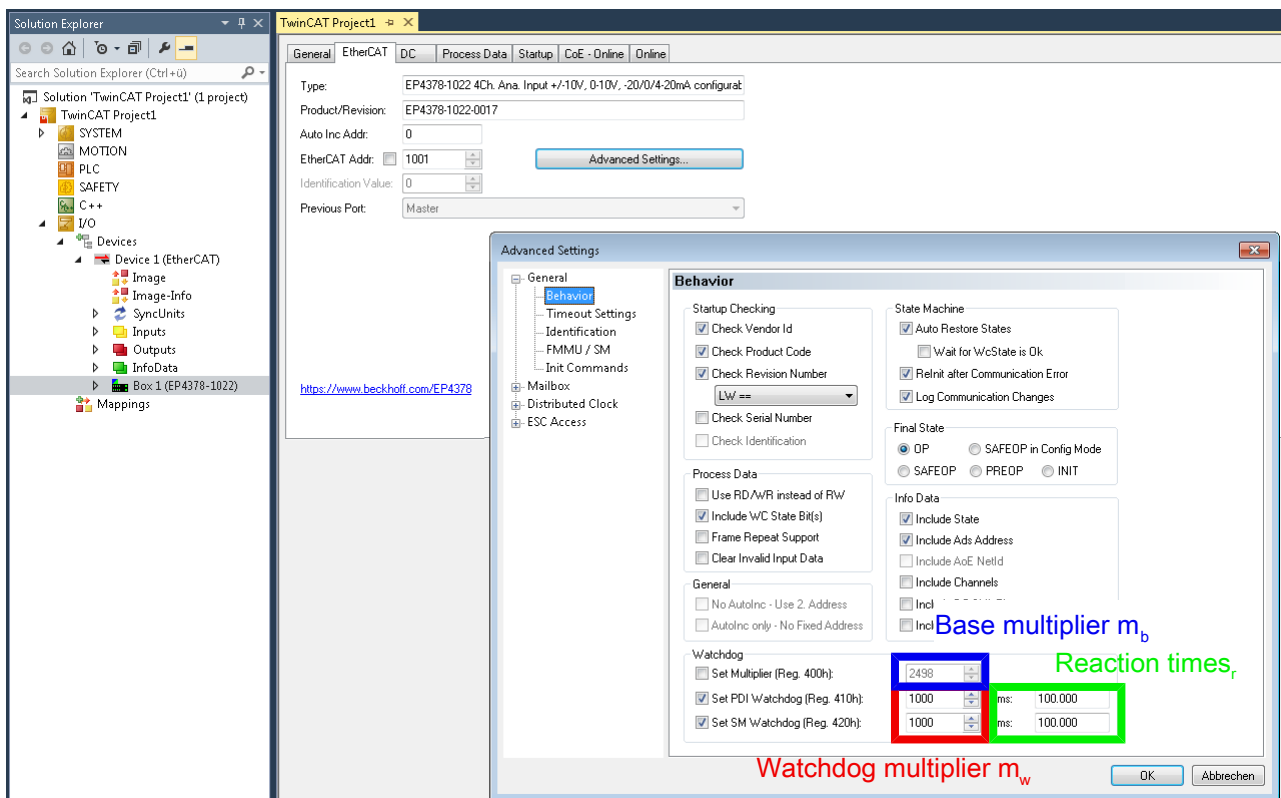 Solution Explorer
Search Solution Explorer (Ctrl+ü)
Solution 'TwinCAT Project1' (1 project)
TwinCAT Project1
SYSTEM
MOTION
PLC
SAFETY
C++
I/O
Devices
Device 1 (EtherCAT)
Image
Image-Info
SyncUnits
Inputs
Outputs
InfoData
Box 1 (EP4378-1022)
Mappings
TwinCAT Project1
General EtherCAT DC Process Data Startup CoE - Online Online
Type: EP4378-1022 4Ch. Ana. Input +/-10V, 0-10V, -20/0/4-20mA configurat
Product/Revision: EP4378-1022-0017
Auto Inc Addr: 0
EtherCAT Addr: 1001 Advanced Settings...
Identification Value: 0
Previous Port: Master
https://www.beckhoff.com/EP4378
Advanced Settings
General
Behavior
Timeout Settings
Identification
FMMU / SM
Init Commands
Mailbox
Distributed Clock
ESC Access
Behavior
Startup Checking
Check Vendor Id
Check Product Code
Check Revision Number
LW ==
Check Serial Number
Check Identification
Process Data
Use RD/WR instead of RW
Include WC State Bit(s)
Frame Repeat Support
Clear Invalid Input Data
General
No AutoInc - Use 2. Address
AutoInc only - No Fixed Address
State Machine
Auto Restore States
Wait for WcState is Ok
ReInit after Communication Error
Log Communication Changes
Final State
OP SAFEOP in Config Mode
SAFEOP PREOP INIT
Info Data
Include State
Include Ads Address
Include AoE NetId
Include Channels
Base multiplier m_b
Reaction times_r
Watchdog
Set Multiplier (Reg. 400h): 2498
Set PDI Watchdog (Reg. 410h): 1000 ms: 100.000
Set SM Watchdog (Reg. 420h): 1000 ms: 100.000
Watchdog multiplier m_w
OK Abbrechen